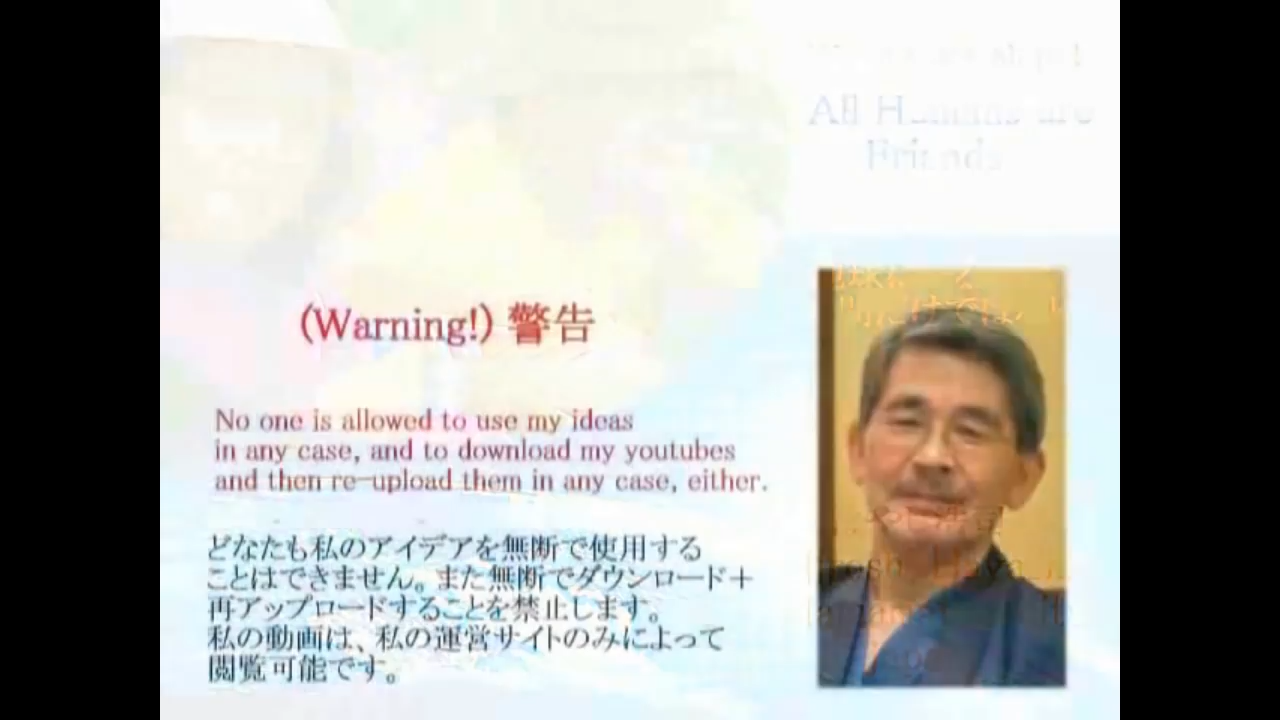 All Humans are
Friends
(Warning!) 警告
No one is allowed to use my ideas
in any case, and to download my youtubes
and then re-upload them in any case, either.
どなたも私のアイデアを無断で使用する
ことはできません。また無断でダウンロード＋
再アップロードすることを禁止します。
私の動画は、私の運営サイトのみによって
閲覧可能です。